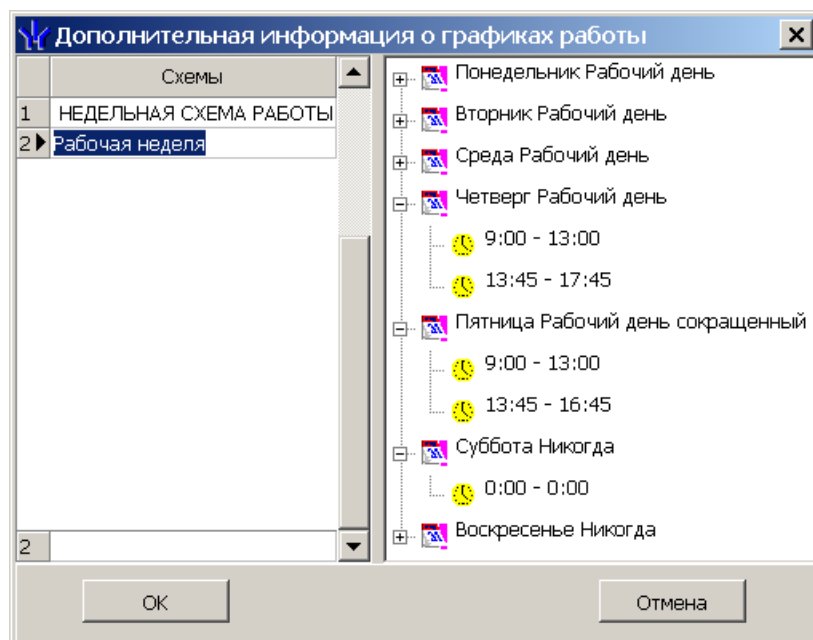 Дополнительная информация о графиках работы
Схемы
1 НЕДЕЛЬНАЯ СХЕМА РАБОТЫ
2 Рабочая неделя
2
Понедельник Рабочий день
Вторник Рабочий день
Среда Рабочий день
Четверг Рабочий день
9:00 - 13:00
13:45 - 17:45
Пятница Рабочий день сокращенный
9:00 - 13:00
13:45 - 16:45
Суббота Никогда
0:00 - 0:00
Воскресенье Никогда
OK
Отмена